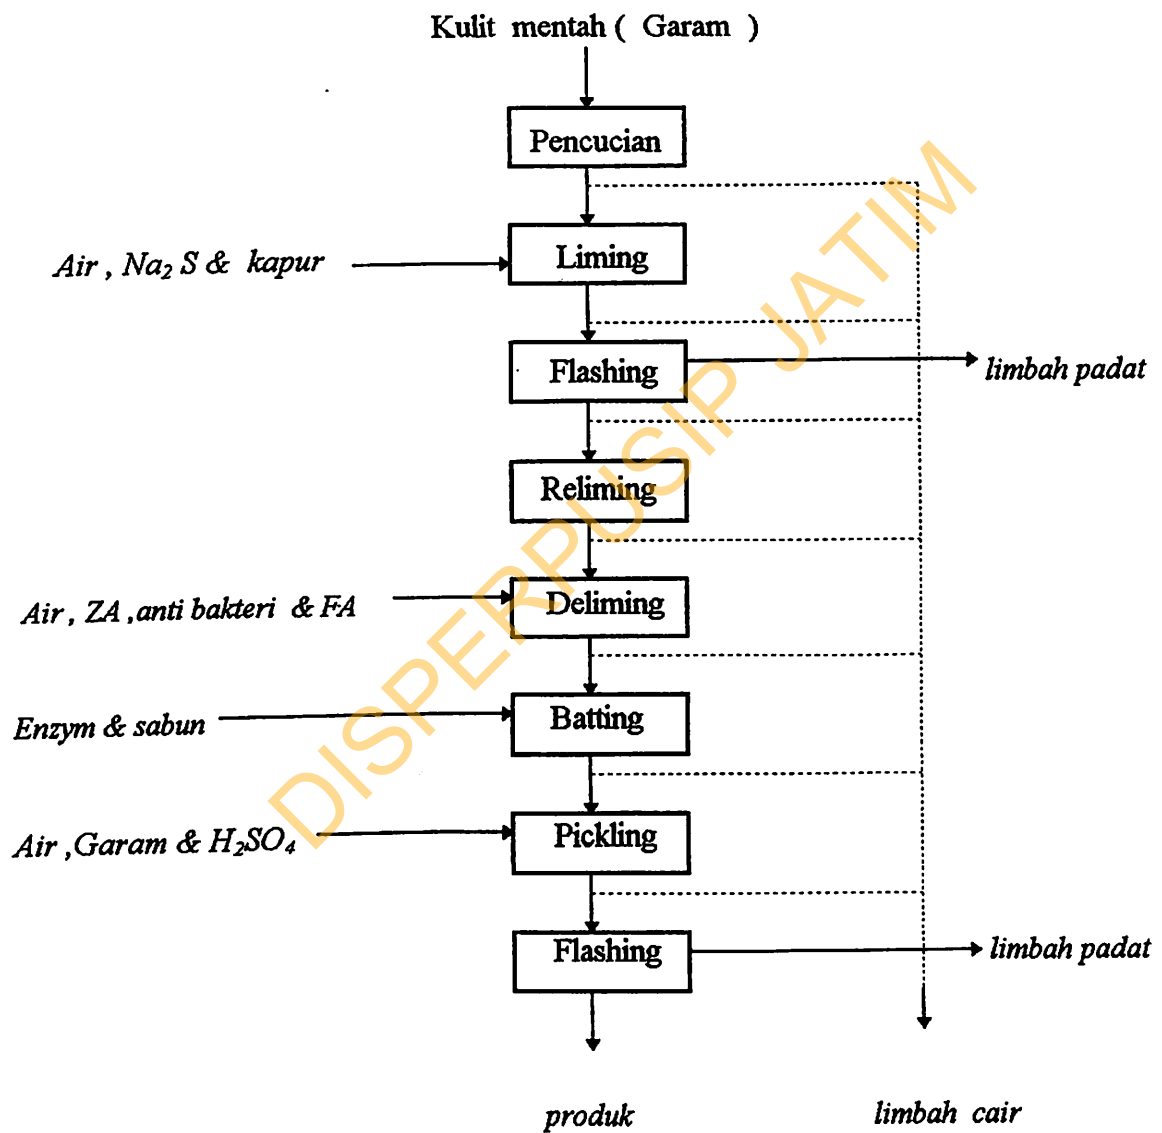 Kulit mentah ( Garam )
Pencucian
Air , Na₂ S & kapur
Liming
Flashing
limbah padat
Reliming
Air , ZA ,anti bakteri & FA
Deliming
Enzym & sabun
Batting
Air ,Garam & H₂SO₄
Pickling
Flashing
limbah padat
produk
limbah cair
DISPERPUSIP JATIM